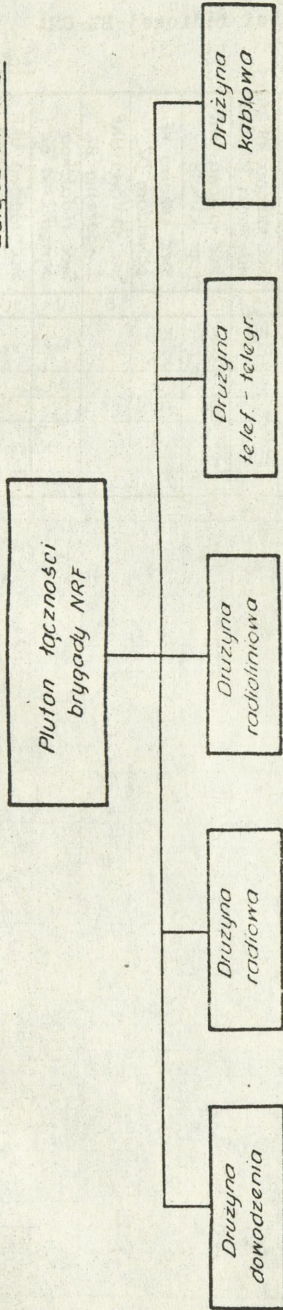 Pluton łączności
brygady NRF
Drużyna
dowodzenia
Drużyna
radiowa
Drużyna
radioliniowa
Drużyna
telef. - telegr.
Drużyna
kablowa